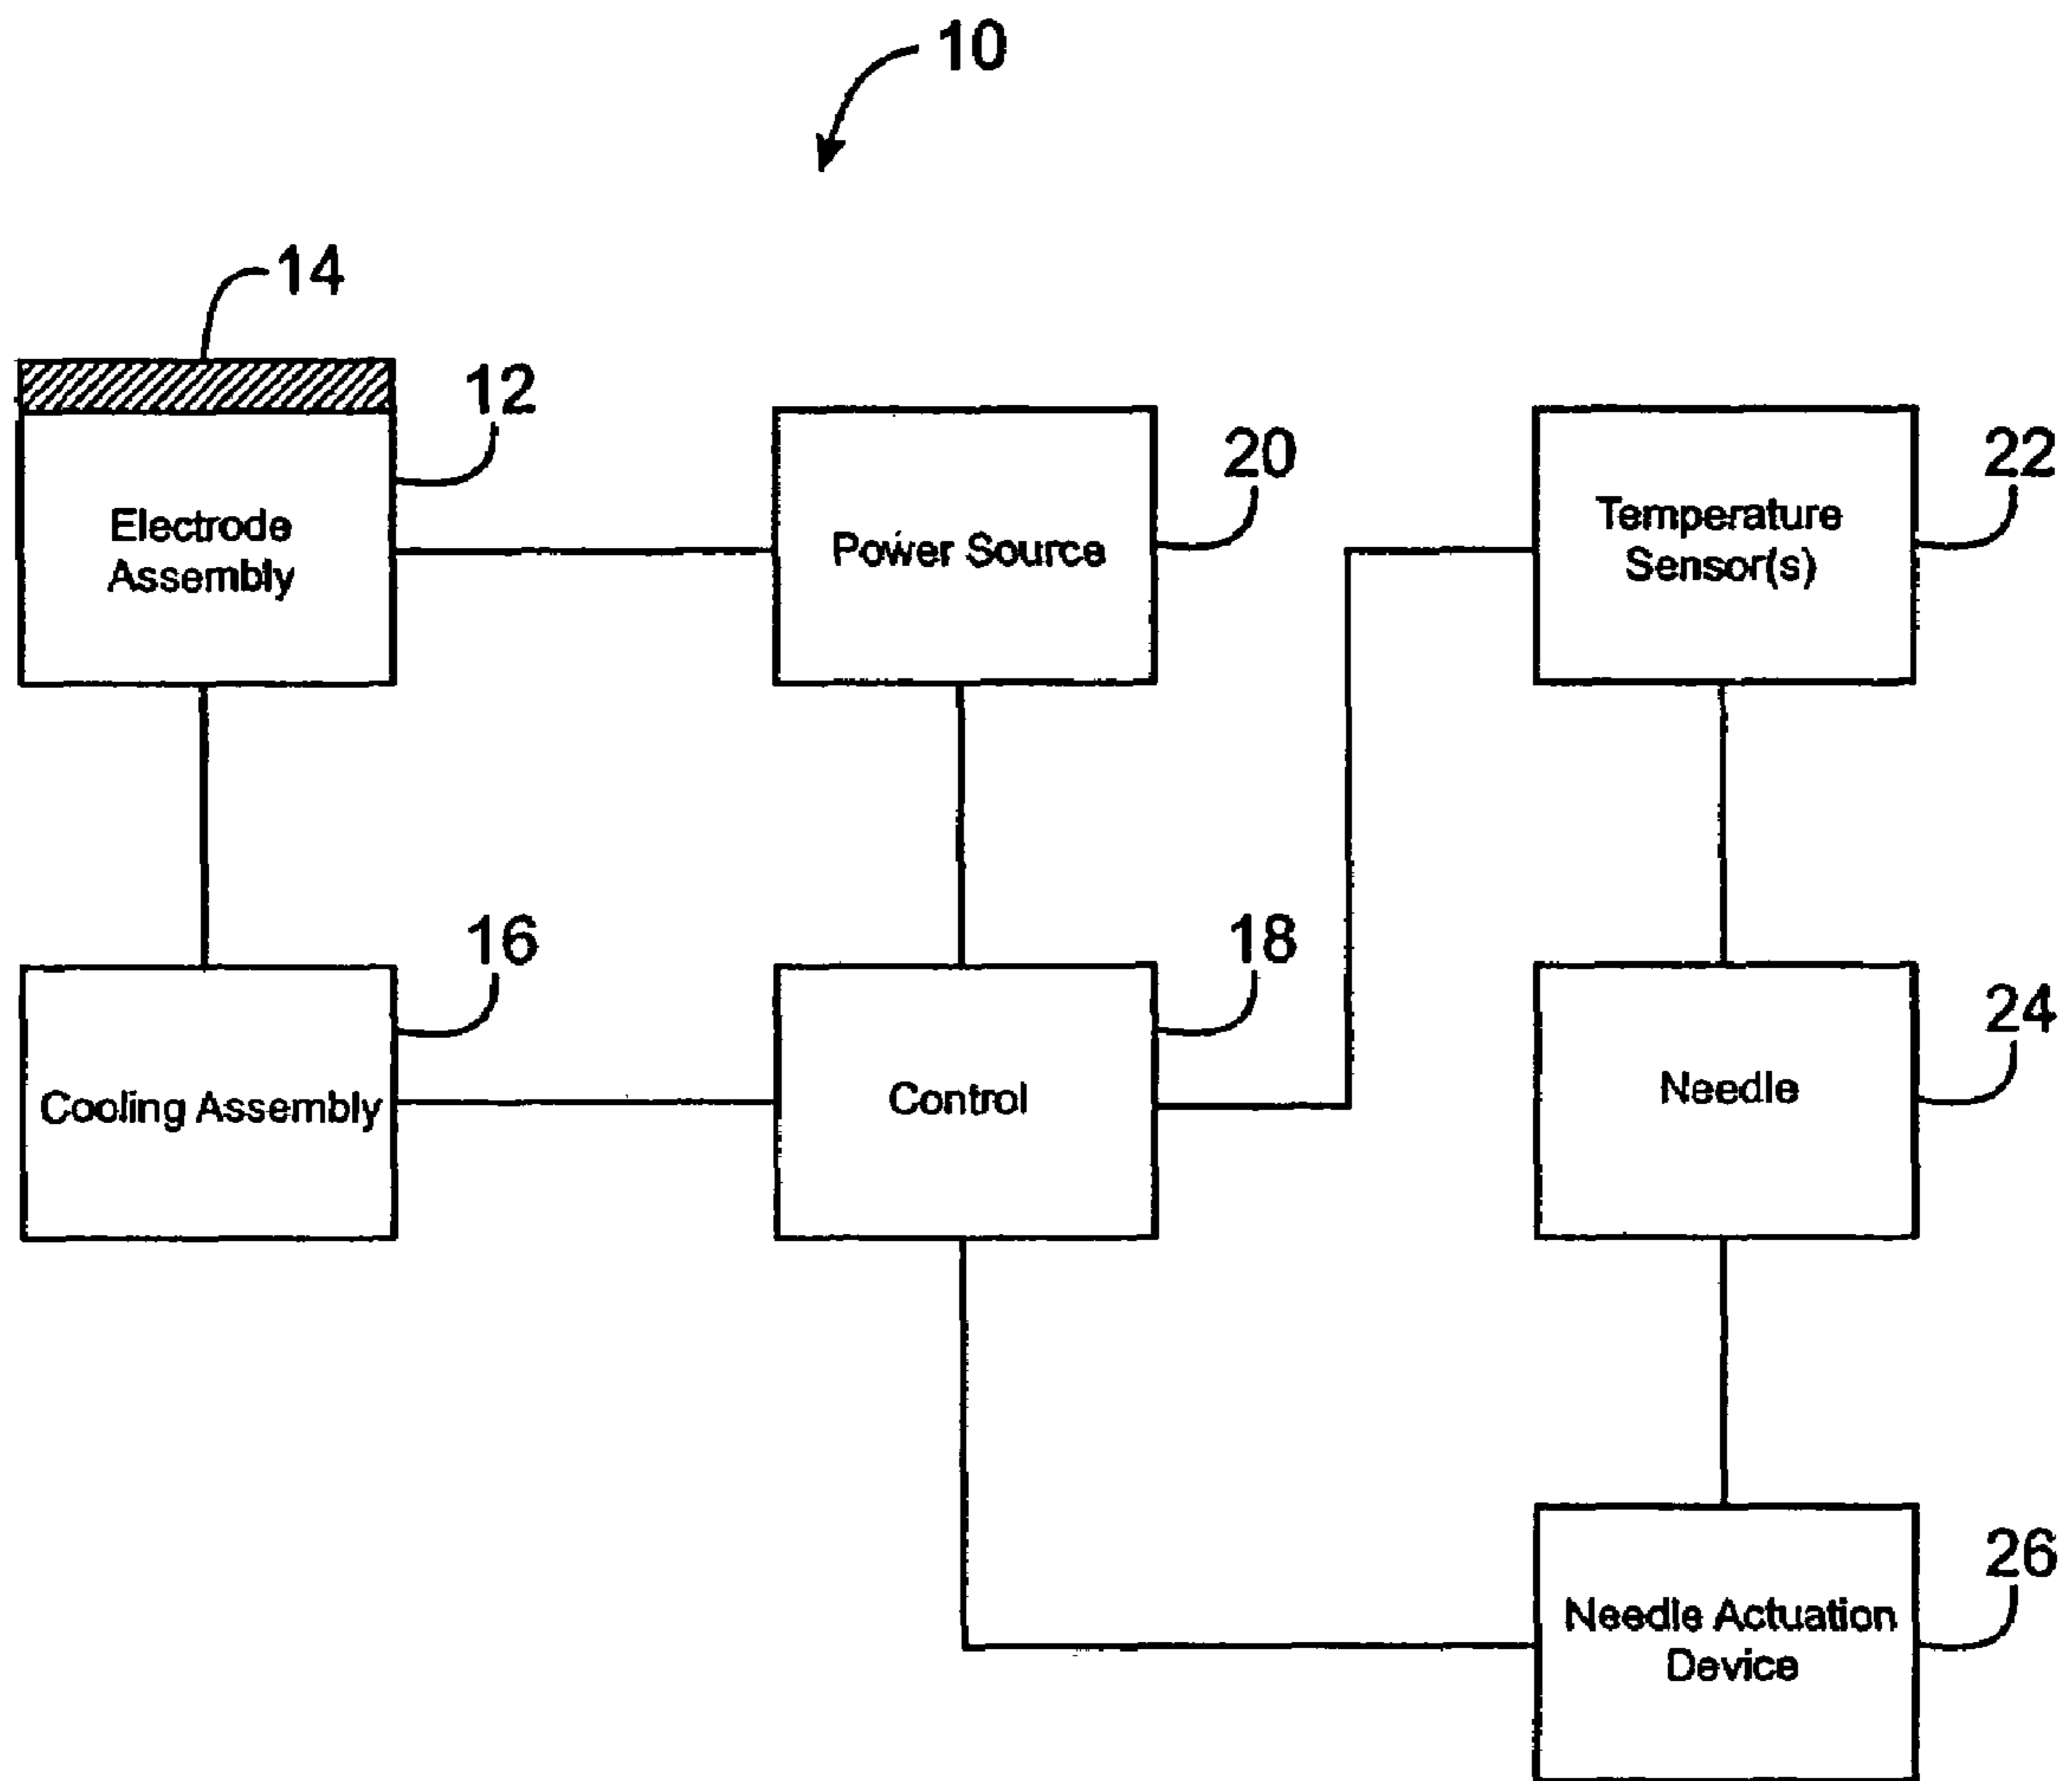 10
14
12
Electrode
Assembly
20
Power Source
22
Temperature
Sensor(s)
16
Cooling Assembly
18
Control
24
Needle
26
Needle Actuation
Device